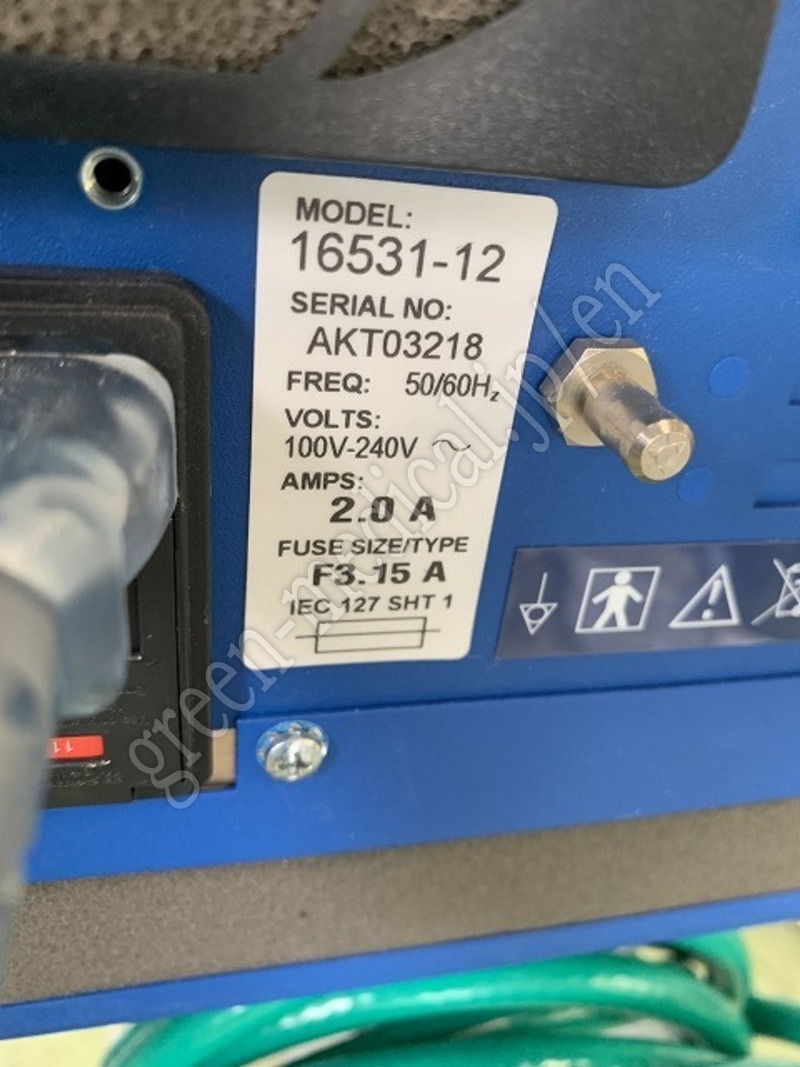 MODEL:
16531-12
SERIAL NO:
AKT03218
FREQ: 50/60Hz
VOLTS:
100V-240V ~
AMPS:
2.0 A
FUSE SIZE/TYPE
F3.15 A
IEC 127 SHT 1
green-medical.jp/en
11